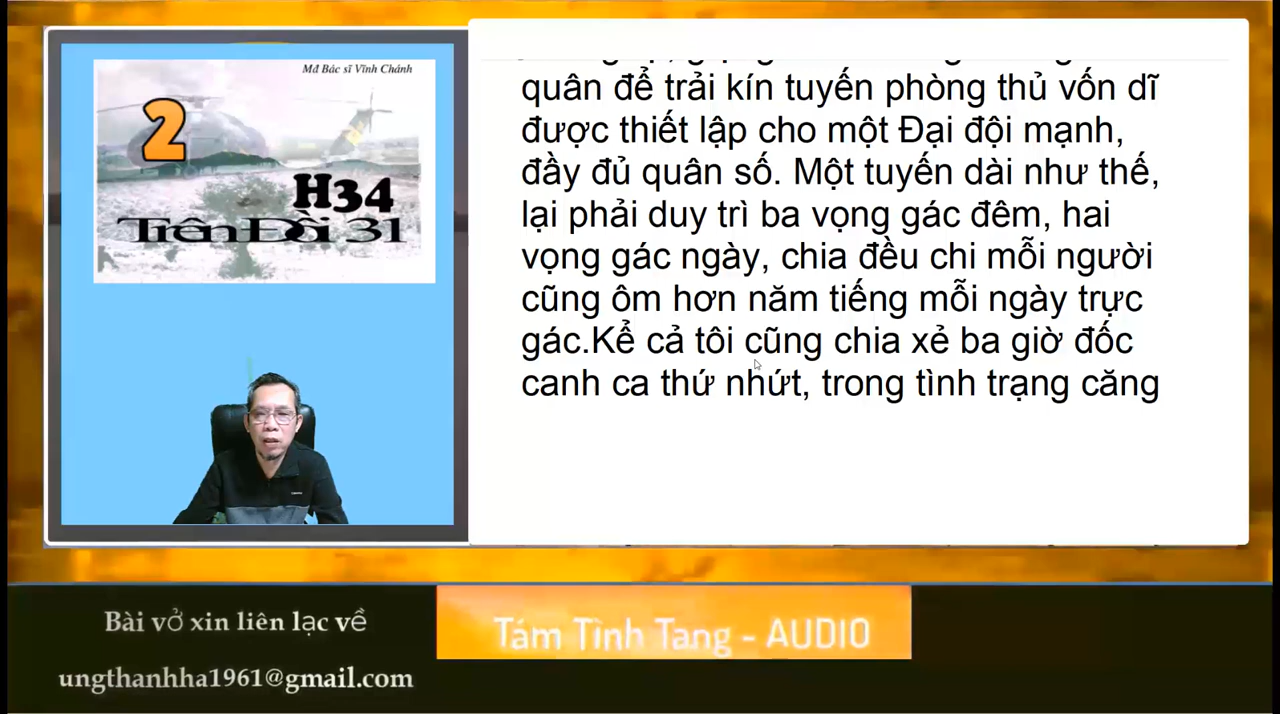 Mđ Bác sĩ Vĩnh Chánh
2
H34
Trên Đồi 31
quân để trải kín tuyến phòng thủ vốn dĩ
được thiết lập cho một Đại đội mạnh,
đầy đủ quân số. Một tuyến dài như thế,
lại phải duy trì ba vọng gác đêm, hai
vọng gác ngày, chia đều chi mỗi người
cũng ôm hơn năm tiếng mỗi ngày trực
gác.Kể cả tôi cũng chia xẻ ba giờ đốc
canh ca thứ nhứt, trong tình trạng căng
Bài vở xin liên lạc về
ungthanhha1961@gmail.com
Tám Tình Tang - AUDIO